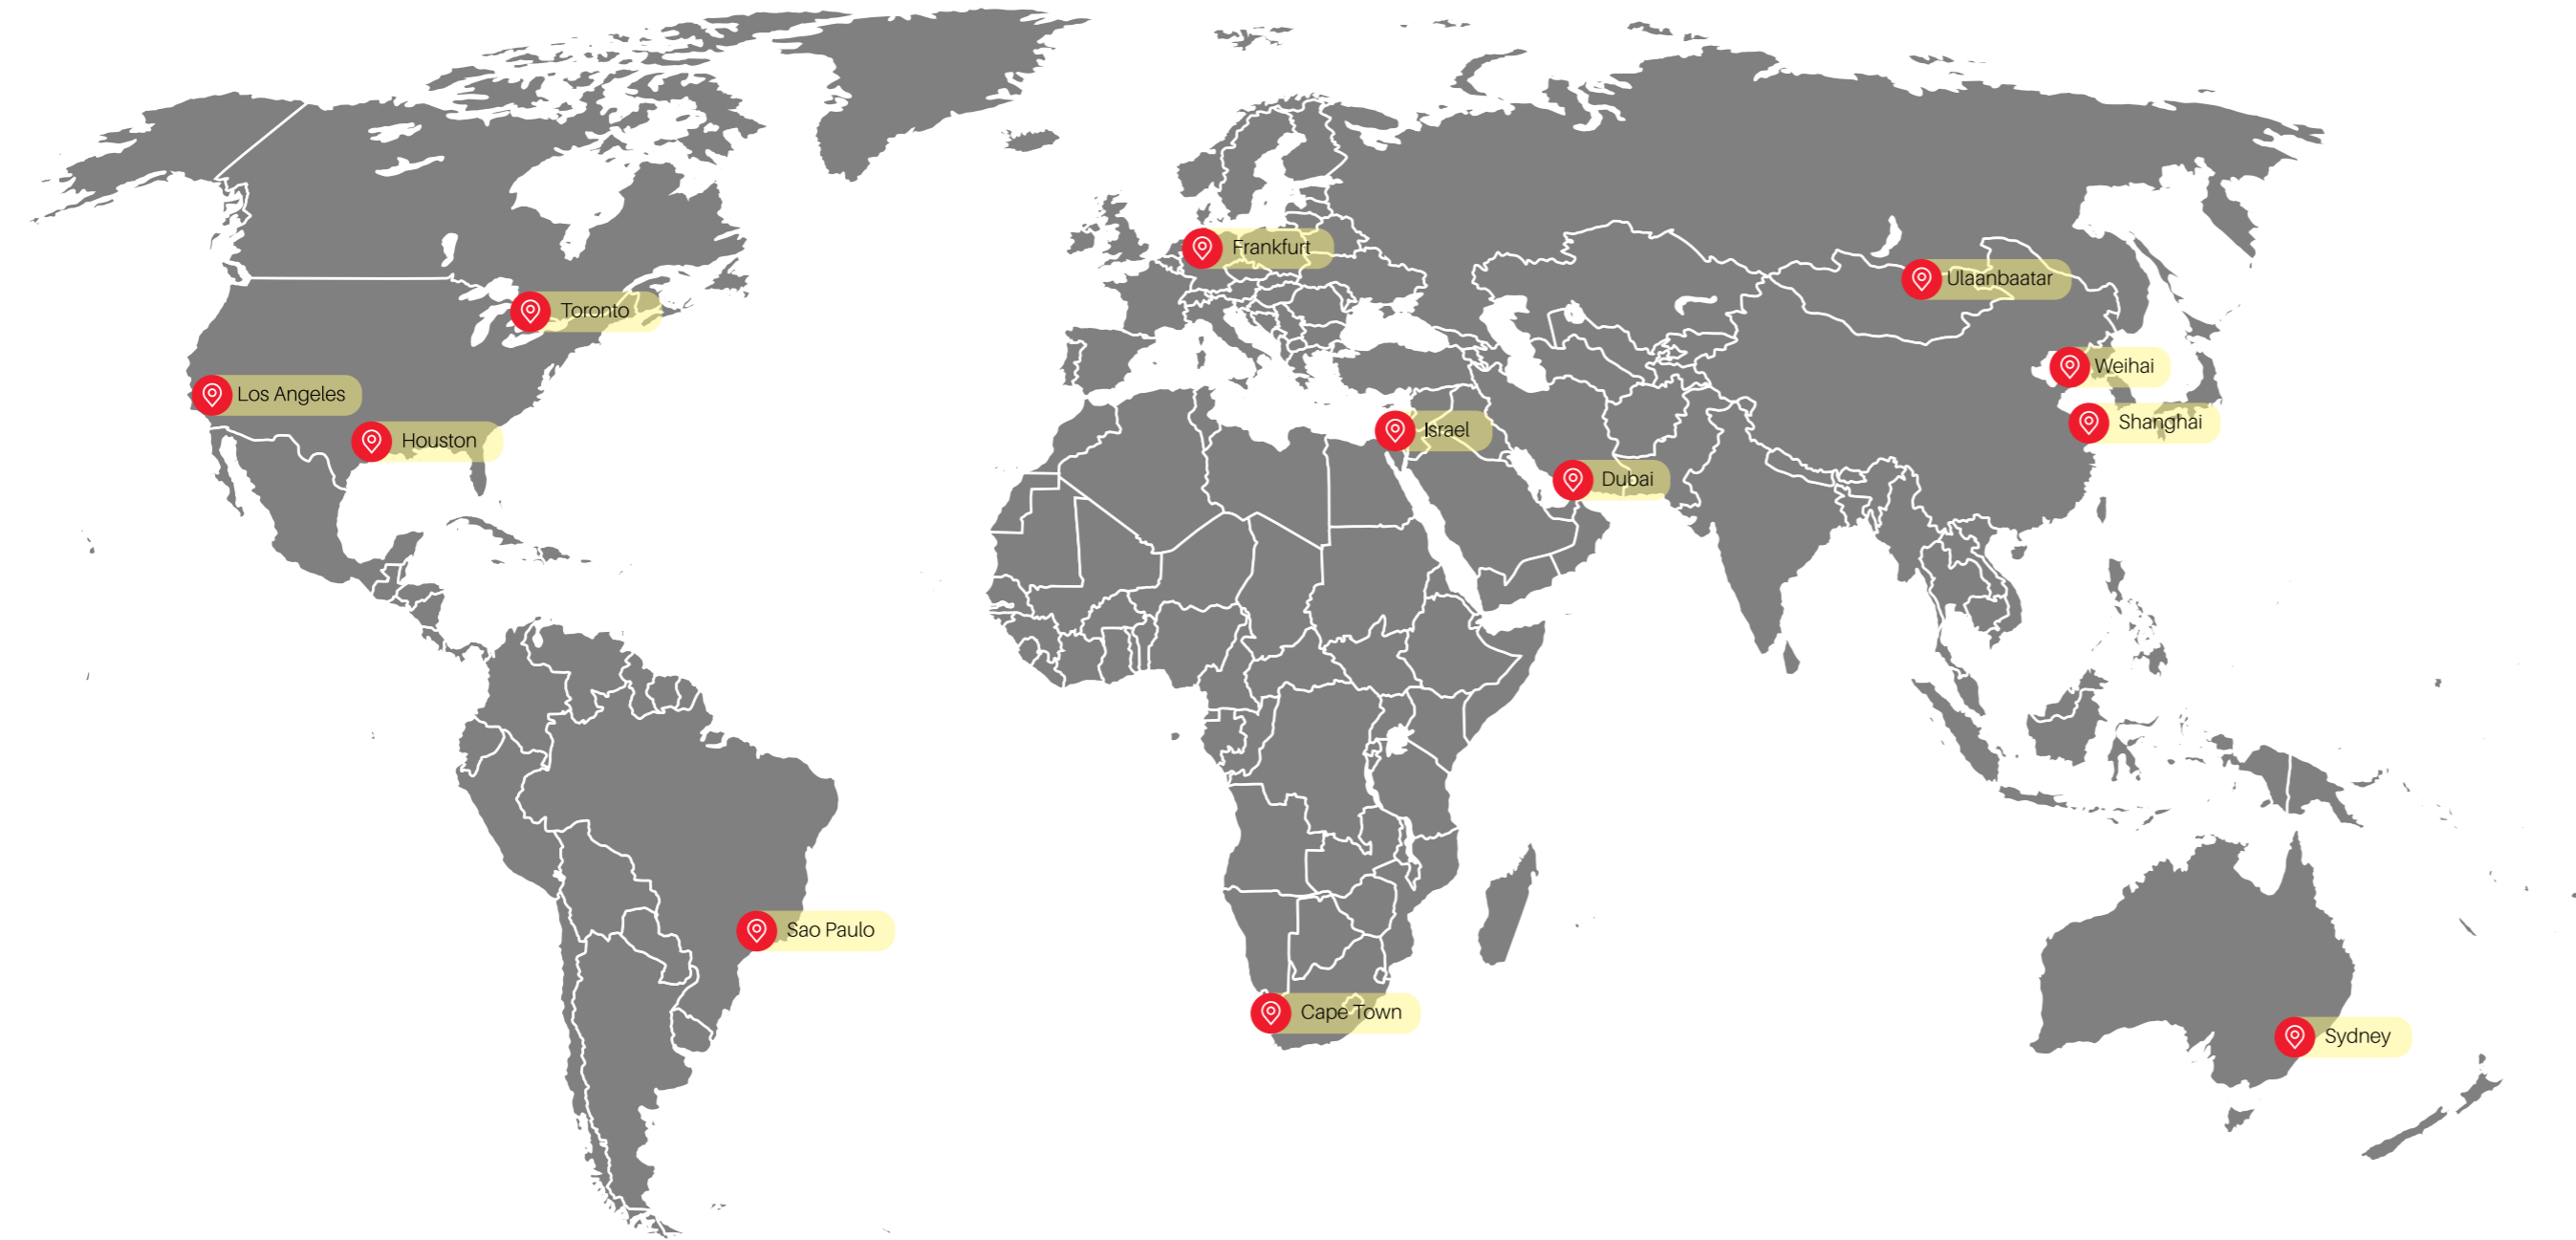 Frankfurt
Ulaanbaatar
Toronto
Weihai
Los Angeles
Shanghai
Israel
Houston
Dubai
Sao Paulo
Cape Town
Sydney